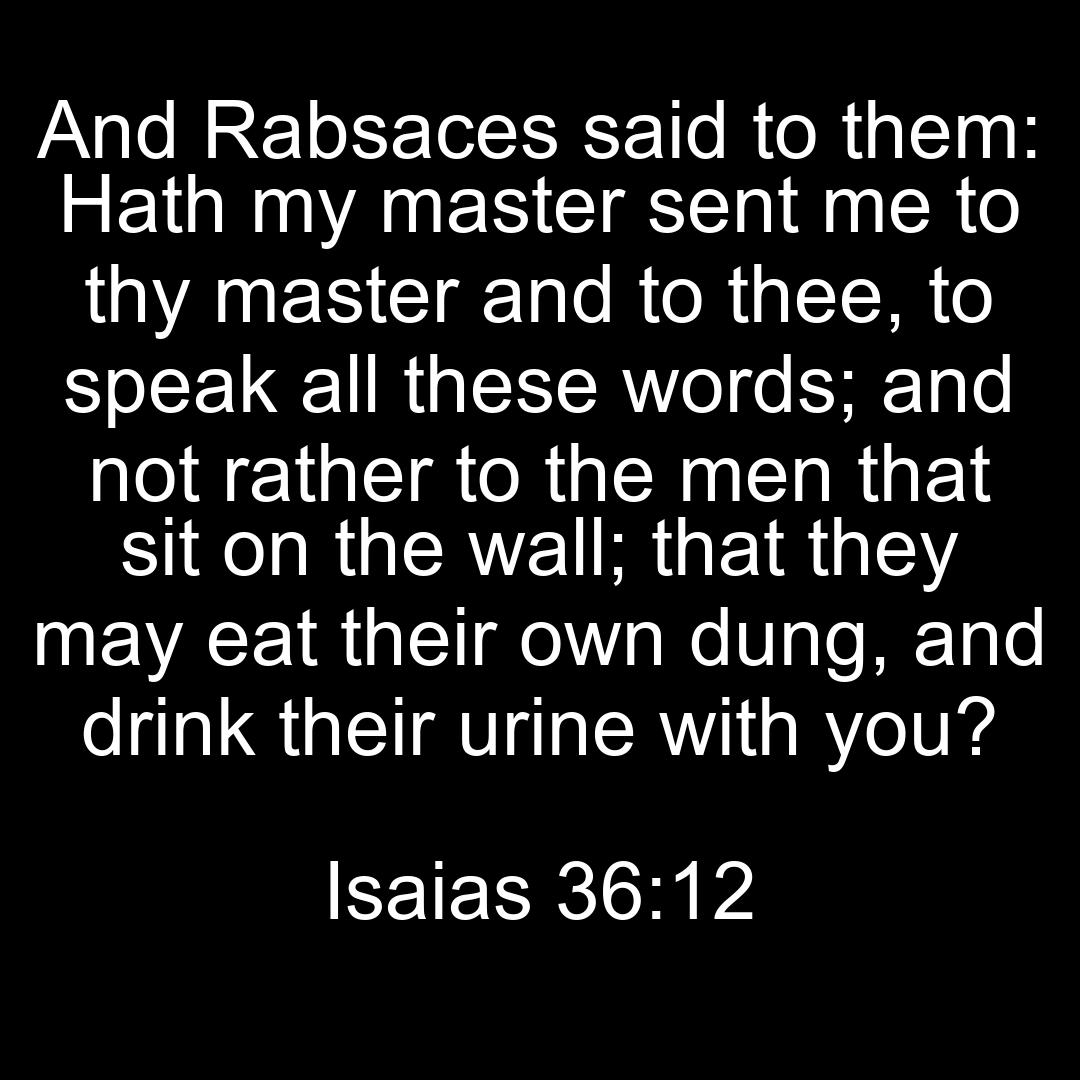 And Rabsaces said to them:
Hath my master sent me to
thy master and to thee, to
speak all these words; and
not rather to the men that
sit on the wall; that they
may eat their own dung, and
drink their urine with you?
Isaias 36:12